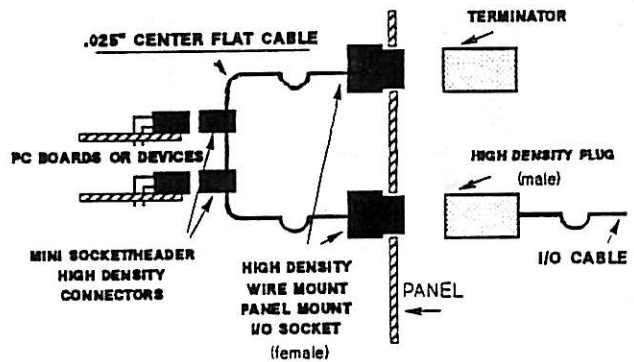 TERMINATOR
.025" CENTER FLAT CABLE
PC BOARDS OR DEVICES
HIGH DENSITY PLUG
(male)
MINI SOCKET/HEADER
HIGH DENSITY
CONNECTORS
HIGH DENSITY
WIRE MOUNT
PANEL MOUNT
I/O SOCKET
(female)
PANEL
I/O CABLE